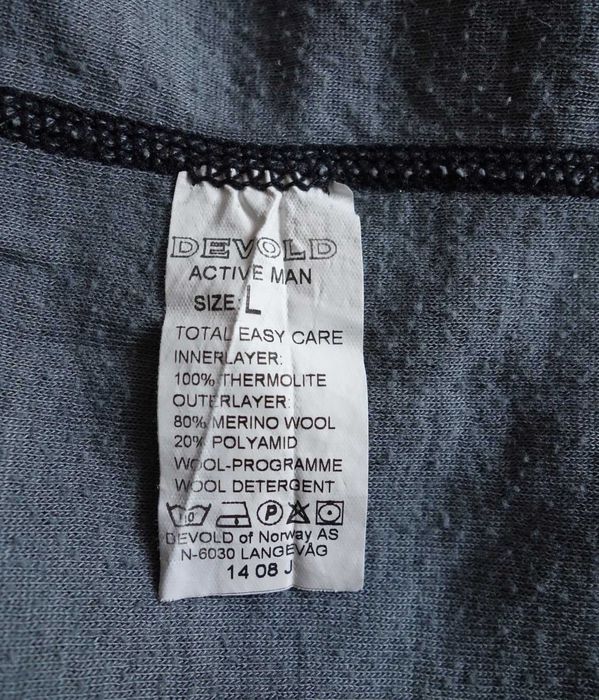 DEVOLD
ACTIVE MAN
SIZE: L
TOTAL EASY CARE
INNERLAYER:
100% THERMOLITE
OUTERLAYER:
80% MERINO WOOL
20% POLYAMID
WOOL-PROGRAMME
WOOL DETERGENT
P
DEVOLD of Norway AS
N-6030 LANGEVÅG
14 08 J